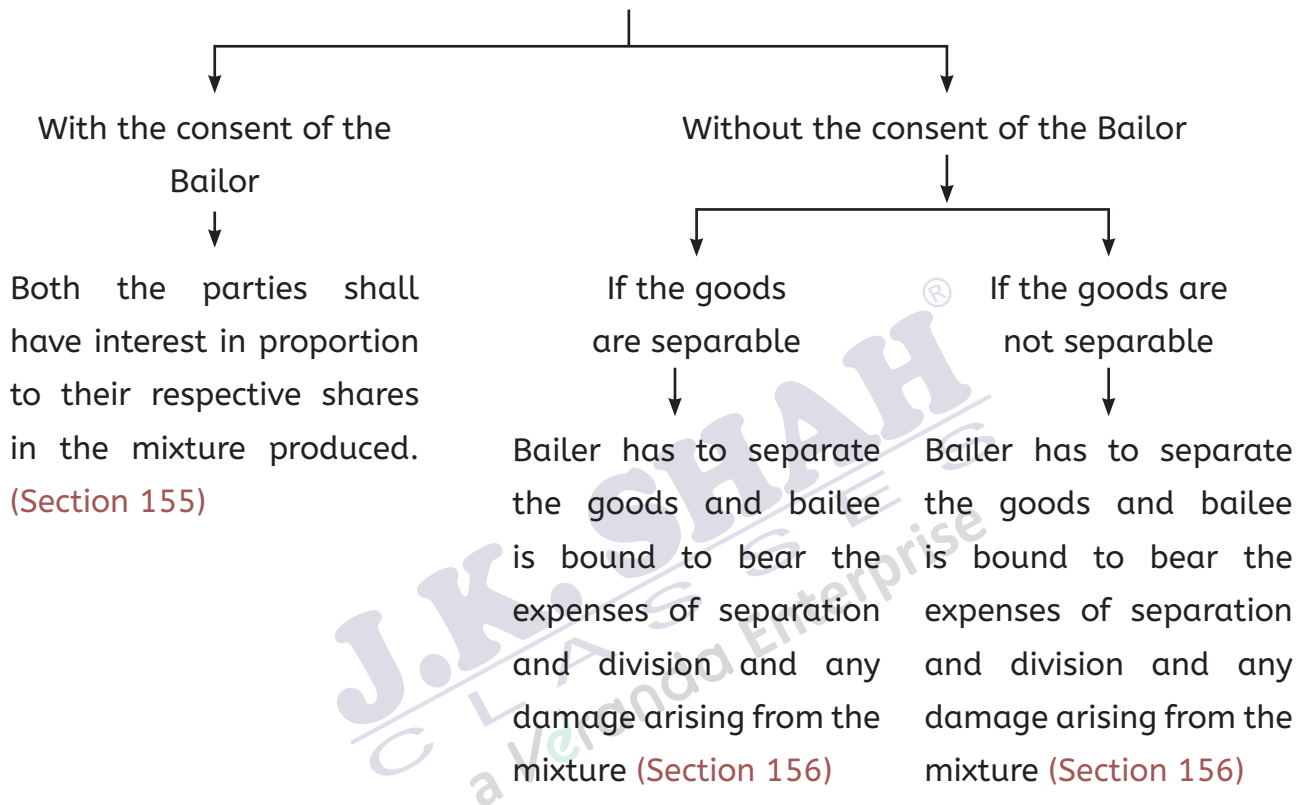 With the consent of the
Bailor
Both the parties shall
have interest in proportion
to their respective shares
in the mixture produced.
(Section 155)
Without the consent of the Bailor
If the goods
are separable
Bailer has to separate
the goods and bailee
is bound to bear the
expenses of separation
and division and any
damage arising from the
mixture (Section 156)
If the goods are
not separable
Bailer has to separate
the goods and bailee
is bound to bear the
expenses of separation
and division and any
damage arising from the
mixture (Section 156)
J.K. SHAH®
CLASSES
a Veranda Enterprise